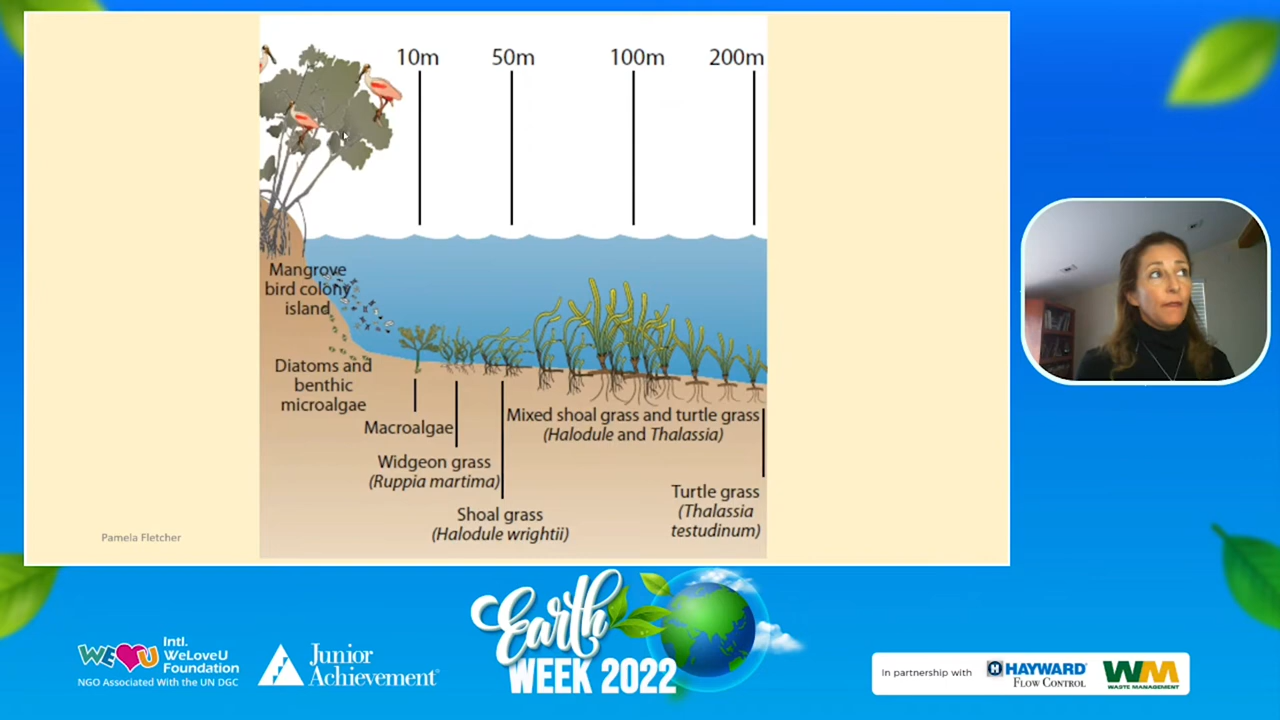 10m 50m 100m 200m
Mangrove
bird colony
island
Diatoms and
benthic
microalgae
Macroalgae
Widgeon grass
(Ruppia martima)
Shoal grass
(Halodule wrightii)
Mixed shoal grass and turtle grass
(Halodule and Thalassia)
Turtle grass
(Thalassia
testudinum)
Pamela Fletcher
WE U
Intl.
WeLoveU
Foundation
NGO Associated With the UN DGC
Junior
Achievement™
Earth
WEEK 2022
In partnership with
H HAYWARD
FLOW CONTROL
WM
WASTE MANAGEMENT